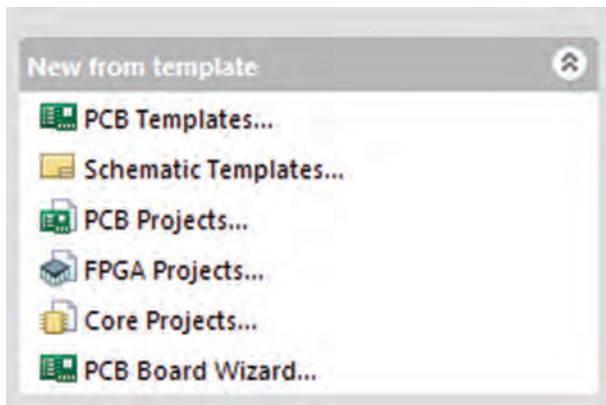 New from template
PCB Templates...
Schematic Templates...
PCB Projects...
FPGA Projects...
Core Projects...
PCB Board Wizard...